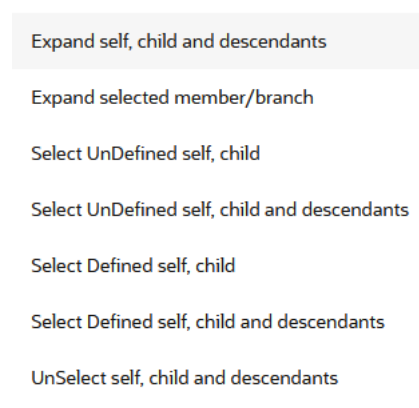 Expand self, child and descendants
Expand selected member/branch
Select UnDefined self, child
Select UnDefined self, child and descendants
Select Defined self, child
Select Defined self, child and descendants
UnSelect self, child and descendants